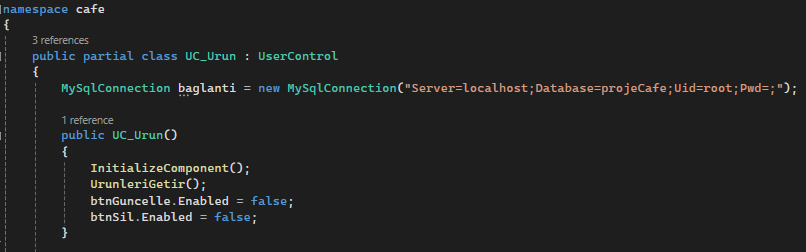 namespace cafe
{
3 references
public partial class UC_Urun : UserControl
{
MySqlConnection baglanti = new MySqlConnection("Server=localhost;Database=projeCafe;Uid=root;Pwd=;");
1 reference
public UC_Urun()
{
InitializeComponent();
UrunleriGetir();
btnGuncelle.Enabled = false;
btnSil.Enabled = false;
}